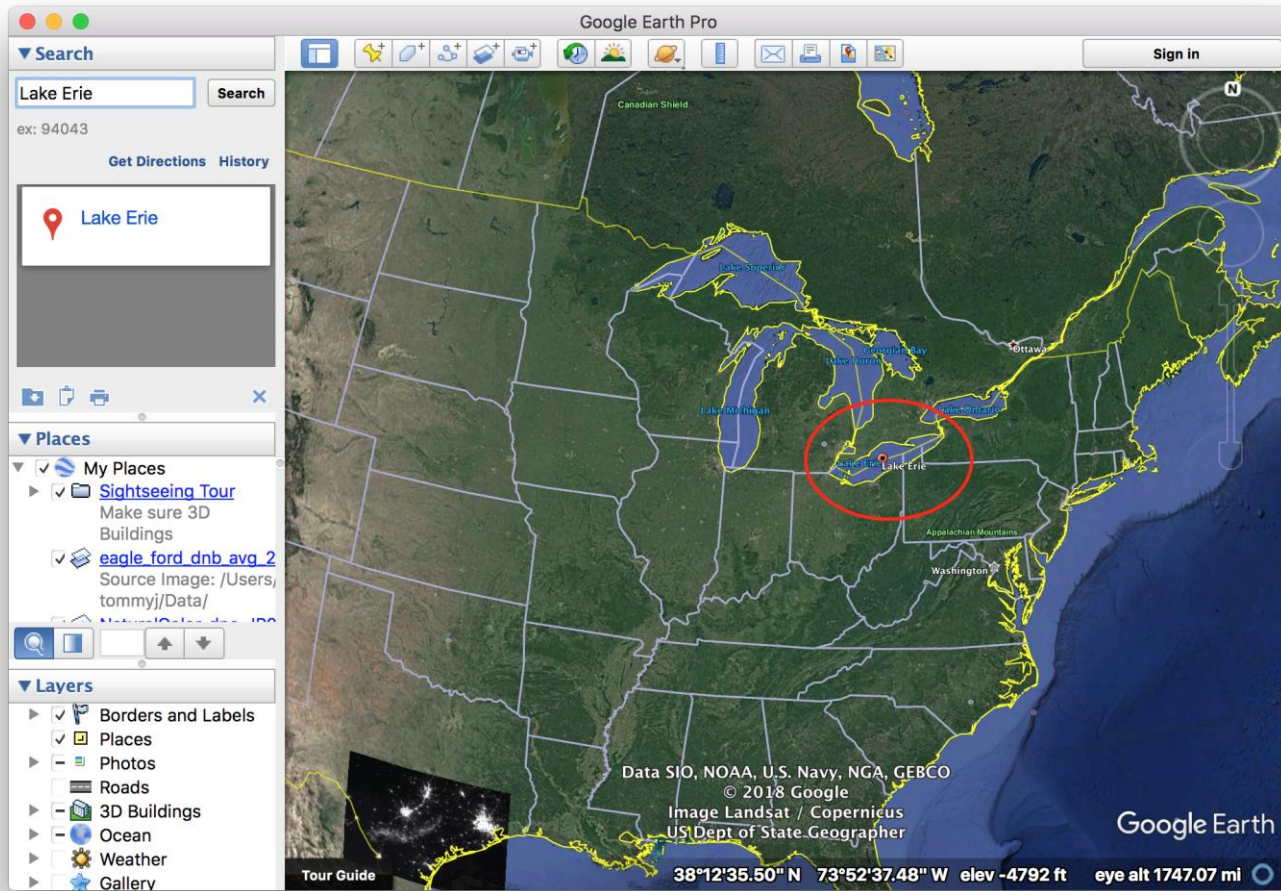 Google Earth Pro
Search
Lake Erie
Search
ex: 94043
Get Directions
History
Lake Erie
Places
My Places
Sightseeing Tour
Make sure 3D
Buildings
eagle_ford_dnb_avg_2
Source Image: /Users/
tommyj/Data/
Layers
Borders and Labels
Places
Photos
Roads
3D Buildings
Ocean
Weather
Gallery
Sign in
N
Canadian Shield
Lake Superior
Georgian Bay
Lake Huron
Ottawa
Lake Michigan
Lake Ontario
Lake Erie
Lake Erie
Appalachian Mountains
Washington
Data SIO, NOAA, U.S. Navy, NGA, GEBCO
© 2018 Google
Image Landsat / Copernicus
US Dept of State Geographer
Google Earth
Tour Guide
38°12'35.50" N 73°52'37.48" W elev -4792 ft eye alt 1747.07 mi